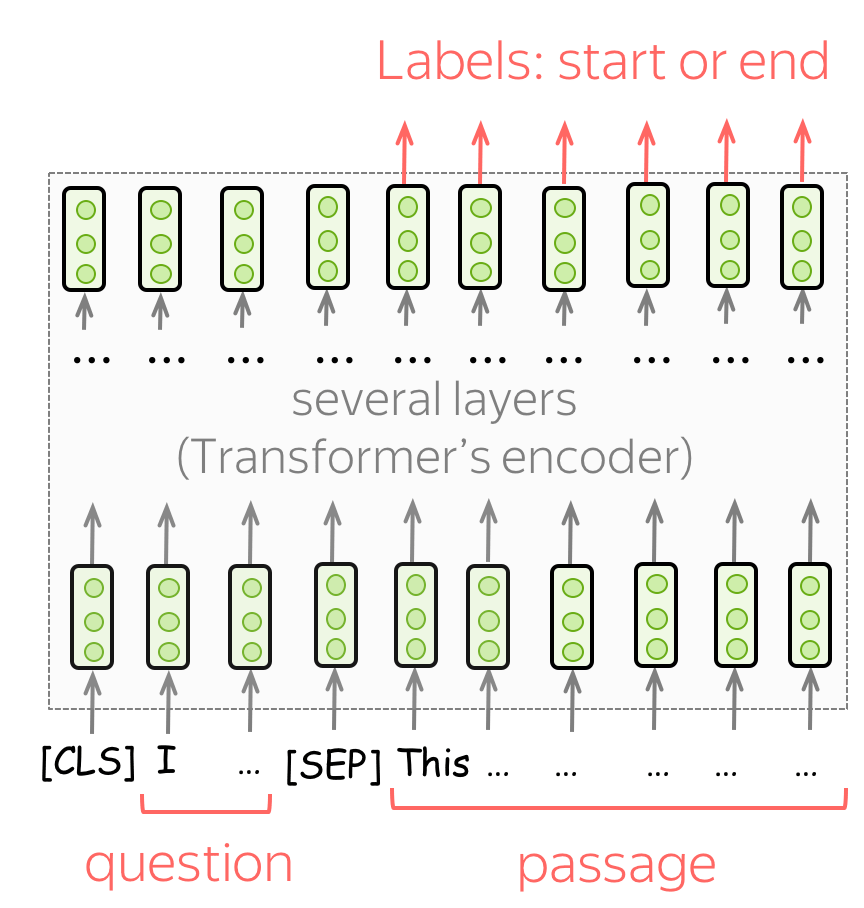 Labels: start or end
... ... ... ... ... ... ... ... ... ...
several layers
(Transformer's encoder)
[CLS] I ... [SEP] This ... ... ... ... ...
question passage